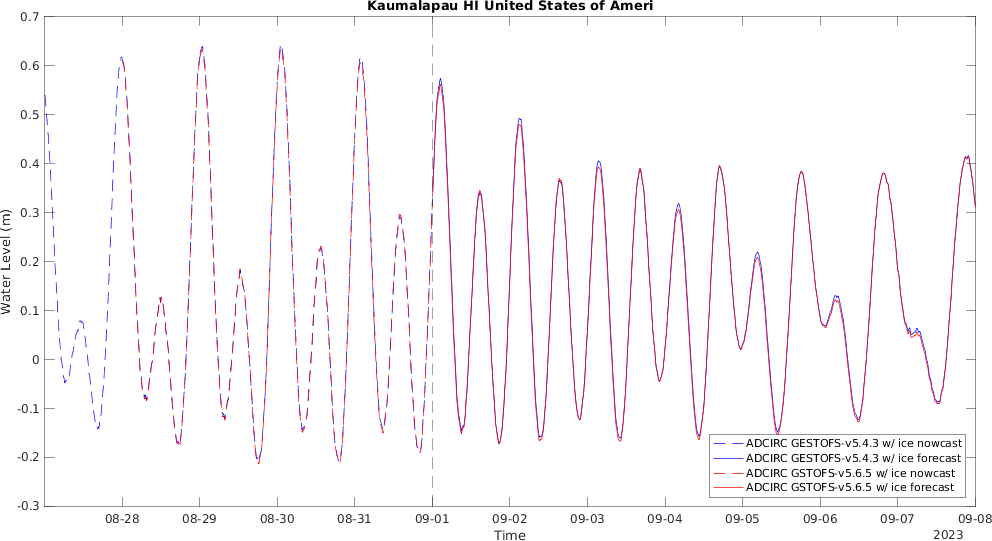 Kaumalapau HI United States of Ameri
0.7
0.6
0.5
0.4
0.3
0.2
0.1
0
-0.1
-0.2
-0.3
Water Level (m)
ADCIRC GESTOFS-v5.4.3 w/ ice nowcast
ADCIRC GESTOFS-v5.4.3 w/ ice forecast
ADCIRC GSTOFS-v5.6.5 w/ ice nowcast
ADCIRC GSTOFS-v5.6.5 w/ ice forecast
08-28 08-29 08-30 08-31 09-01 09-02 09-03 09-04 09-05 09-06 09-07 09-08
Time
2023